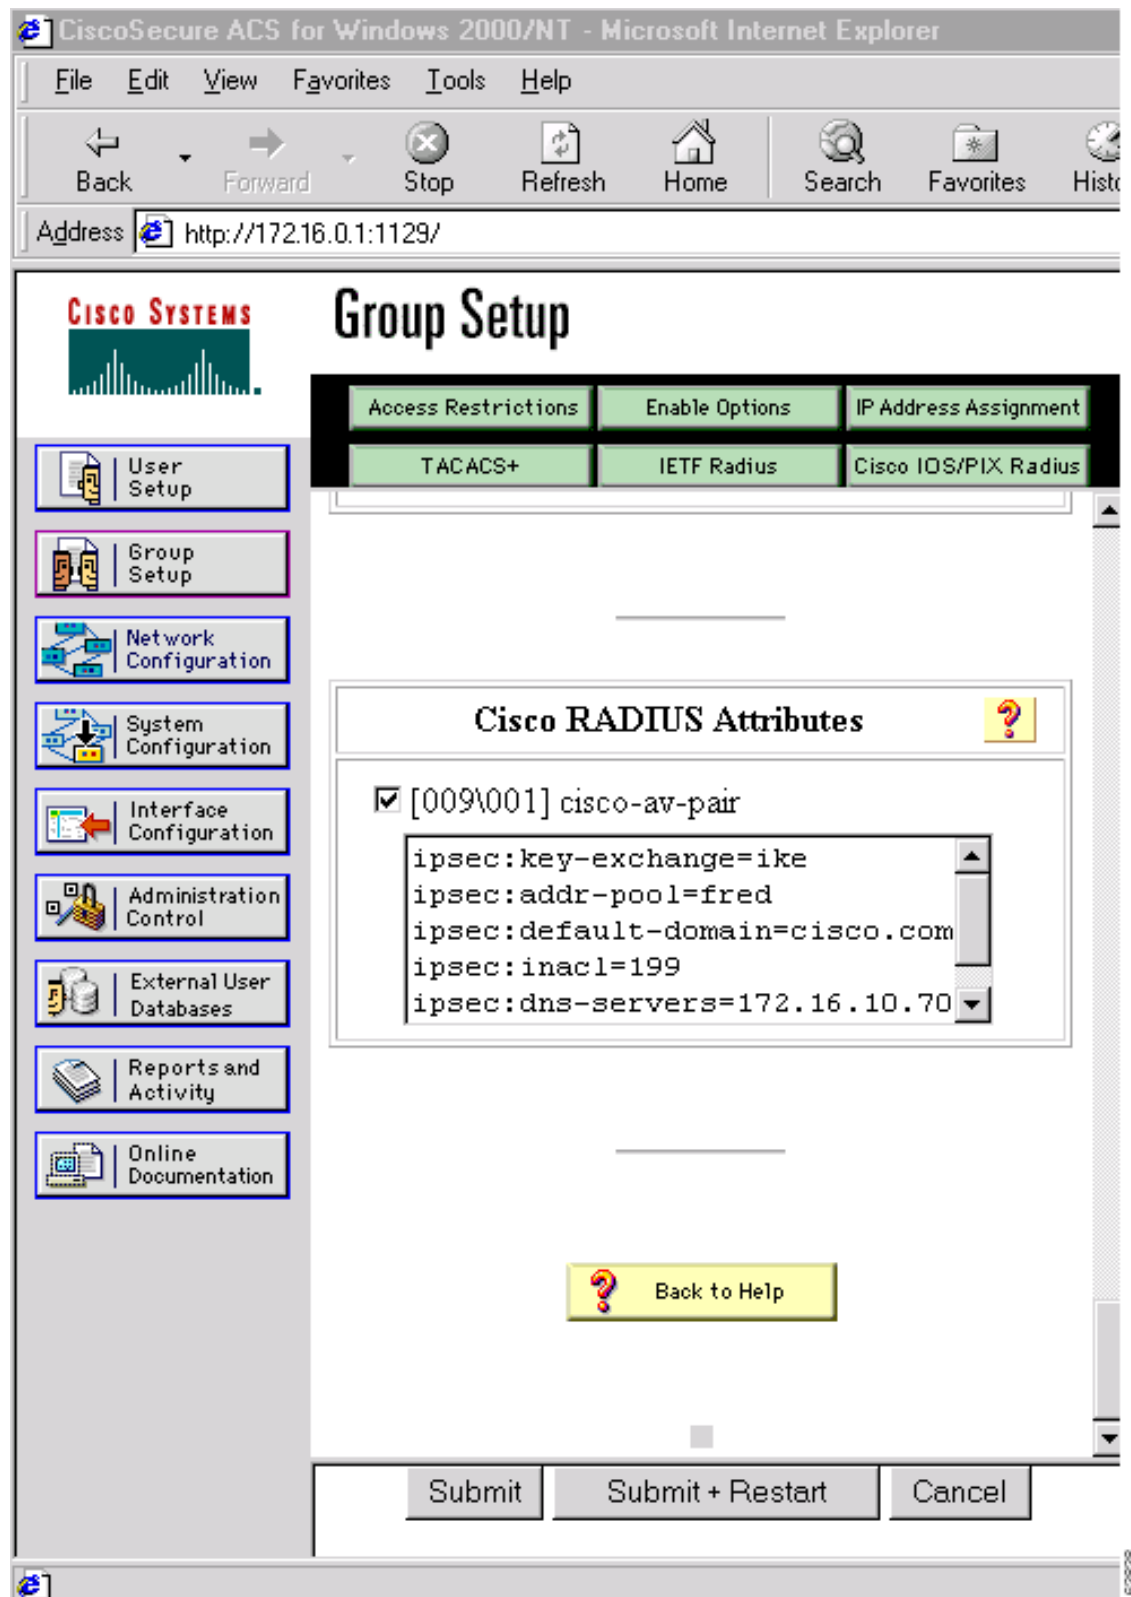 CiscoSecure ACS for Windows 2000/NT - Microsoft Internet Explorer
File Edit View Favorites Tools Help
Back Forward Stop Refresh Home Search Favorites Histo
Address http://172.16.0.1:1129/
CISCO SYSTEMS
Group Setup
Access Restrictions Enable Options IP Address Assignment
TACACS+ IETF Radius Cisco IOS/PIX Radius
User
Setup
Group
Setup
Network
Configuration
System
Configuration
Interface
Configuration
Administration
Control
External User
Databases
Reports and
Activity
Online
Documentation
Cisco RADIUS Attributes
[009\001] cisco-av-pair
ipsec:key-exchange=ike
ipsec:addr-pool=fred
ipsec:default-domain=cisco.com
ipsec:inacl=199
ipsec:dns-servers=172.16.10.70
Back to Help
Submit Submit + Restart Cancel